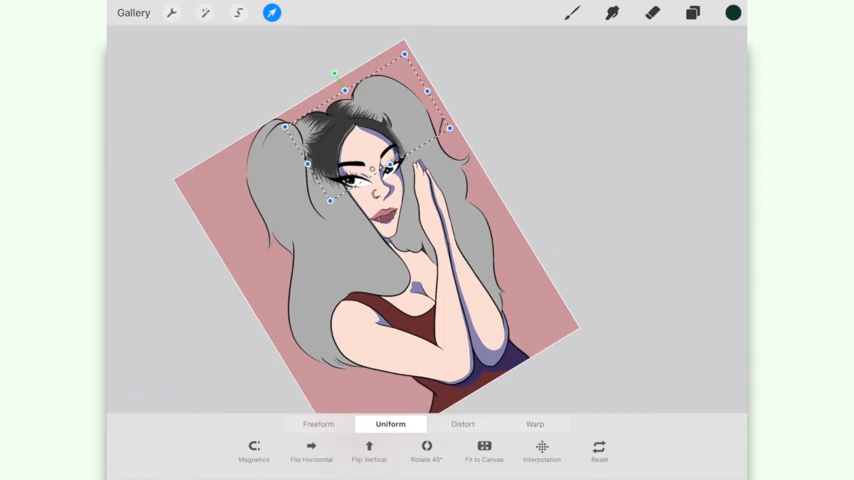 Gallery
Freeform Uniform Distort Warp
Magnetics Flip Horizontal Flip Vertical Rotate 45° Fit to Canvas Interpolation Reset